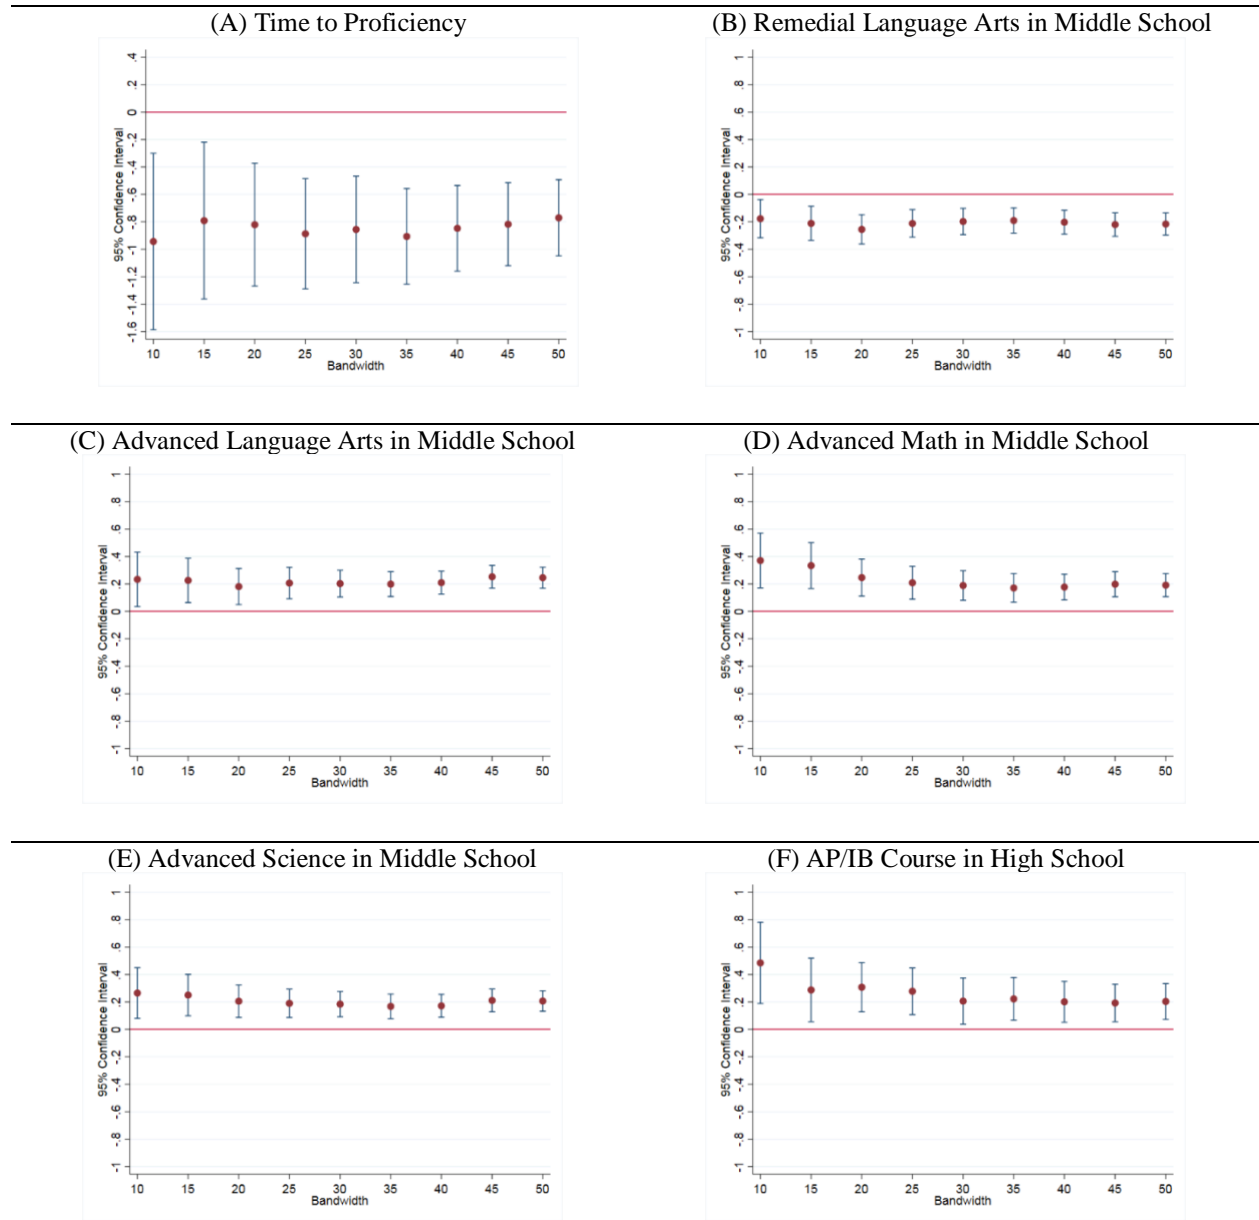 (A) Time to Proficiency
(B) Remedial Language Arts in Middle School
95% Confidence Interval
.4
.2
0
-.2
-.4
-.6
-.8
-1
-1.2
-1.4
-1.6
10 15 20 25 30 35 40 45 50
Bandwidth
95% Confidence Interval
1
.8
.6
.4
.2
0
-.2
-.4
-.6
-.8
-1
10 15 20 25 30 35 40 45 50
Bandwidth
(C) Advanced Language Arts in Middle School
(D) Advanced Math in Middle School
95% Confidence Interval
1
.8
.6
.4
.2
0
-.2
-.4
-.6
-.8
-1
10 15 20 25 30 35 40 45 50
Bandwidth
95% Confidence Interval
1
.8
.6
.4
.2
0
-.2
-.4
-.6
-.8
-1
10 15 20 25 30 35 40 45 50
Bandwidth
(E) Advanced Science in Middle School
(F) AP/IB Course in High School
95% Confidence Interval
1
.8
.6
.4
.2
0
-.2
-.4
-.6
-.8
-1
10 15 20 25 30 35 40 45 50
Bandwidth
95% Confidence Interval
1
.8
.6
.4
.2
0
-.2
-.4
-.6
-.8
-1
10 15 20 25 30 35 40 45 50
Bandwidth